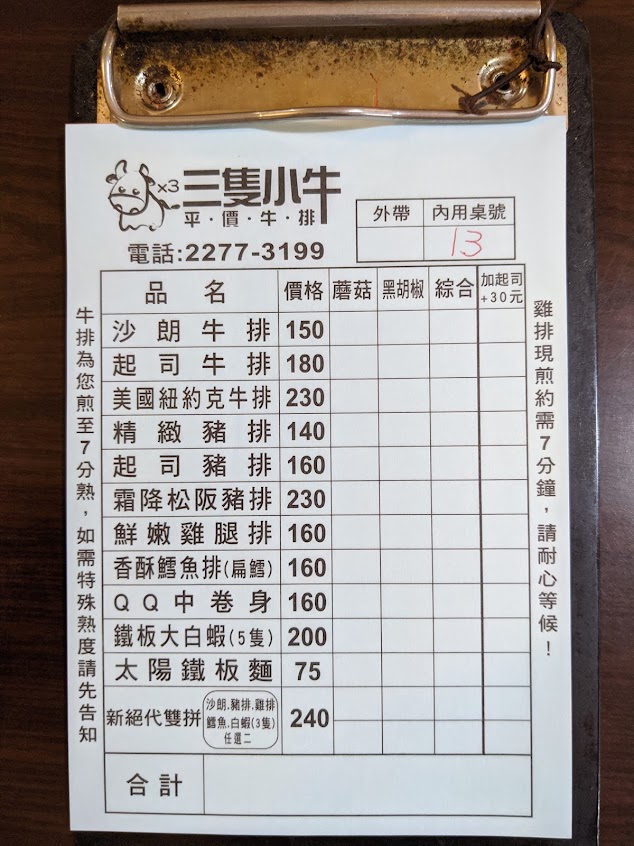 x3 三隻小牛
平·價·牛·排
電話:2277-3199
外帶 內用桌號
13
品名 價格 蘑菇 黑胡椒 綜合 加起司+30元
沙朗牛排 150
起司牛排 180
美國紐約克牛排 230
精緻豬排 140
起司豬排 160
霜降松阪豬排 230
鮮嫩雞腿排 160
香酥鱈魚排(扁鱈) 160
QQ中卷身 160
鐵板大白蝦(5隻) 200
太陽鐵板麵 75
新絕代雙拼 沙朗.豬排.雞排 240
鱈魚.白蝦(3隻)
任選二
合計
牛排為您煎至7分熟,如需特殊熟度請先告知
雞排現煎約需7分鐘,請耐心等候!